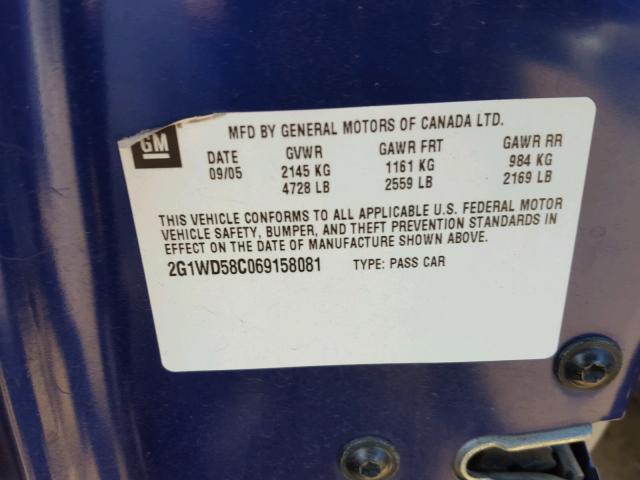 GM
MFD BY GENERAL MOTORS OF CANADA LTD.
DATE GVWR GAWR FRT GAWR RR
09/05 2145 KG 1161 KG 984 KG
4728 LB 2559 LB 2169 LB
THIS VEHICLE CONFORMS TO ALL APPLICABLE U.S. FEDERAL MOTOR
VEHICLE SAFETY, BUMPER, AND THEFT PREVENTION STANDARDS IN
EFFECT ON THE DATE OF MANUFACTURE SHOWN ABOVE.
2G1WD58C069158081 TYPE: PASS CAR